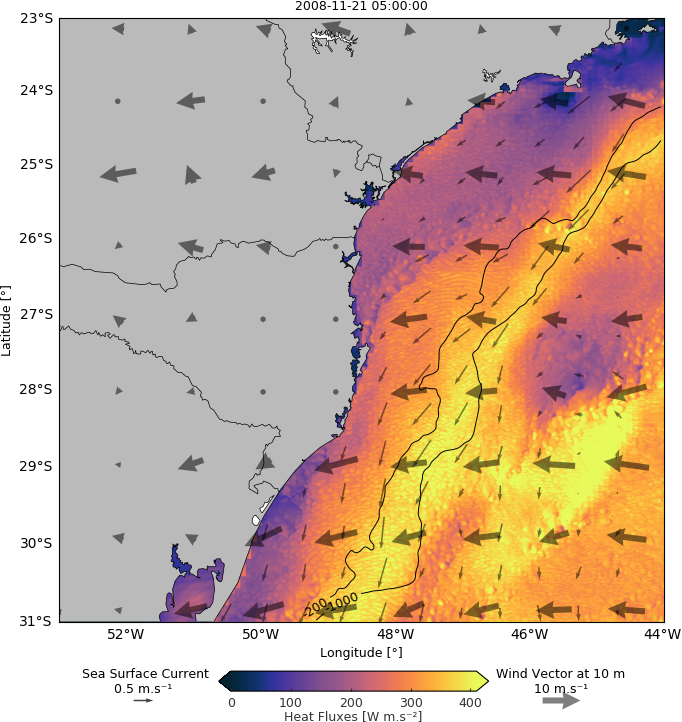 2008-11-21 05:00:00
23°S
24°S
25°S
26°S
27°S
28°S
29°S
30°S
31°S
Latitude [°]
-200
-1000
52°W 50°W 48°W 46°W 44°W
Longitude [°]
Sea Surface Current
0.5 m.s⁻¹
Wind Vector at 10 m
10 m.s⁻¹
0 100 200 300 400
Heat Fluxes [W m.s⁻²]